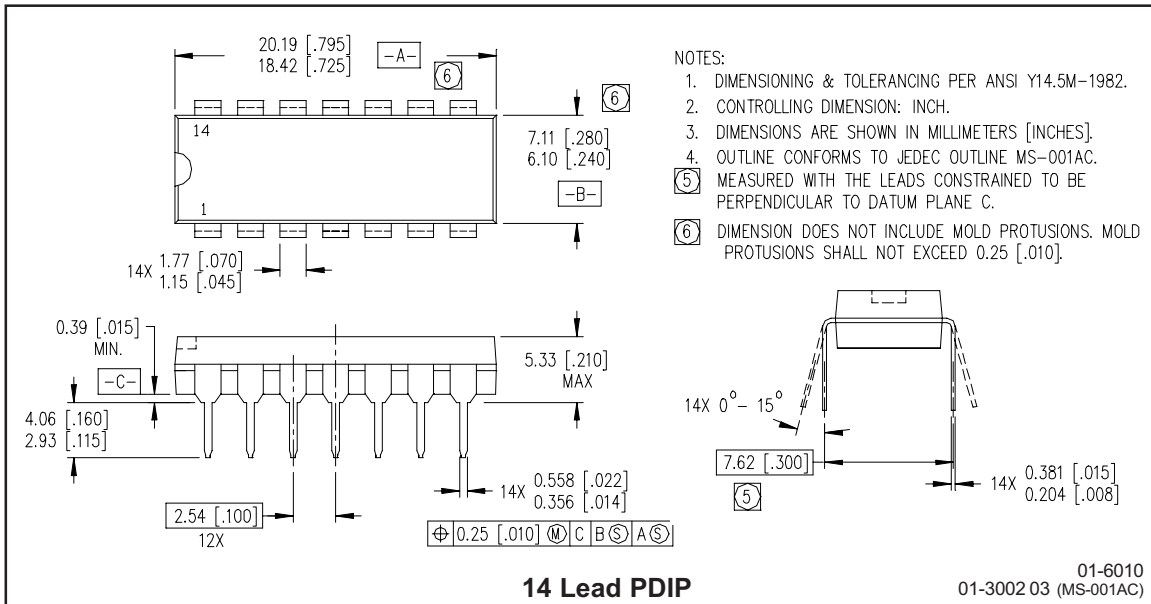 20.19 [.795]
18.42 [.725]
-A-
6
6
14
1
7.11 [.280]
6.10 [.240]
-B-
14X 1.77 [.070]
1.15 [.045]
NOTES:
1. DIMENSIONING & TOLERANCING PER ANSI Y14.5M-1982.
2. CONTROLLING DIMENSION: INCH.
3. DIMENSIONS ARE SHOWN IN MILLIMETERS [INCHES].
4. OUTLINE CONFORMS TO JEDEC OUTLINE MS-001AC.
5 MEASURED WITH THE LEADS CONSTRAINED TO BE
PERPENDICULAR TO DATUM PLANE C.
6 DIMENSION DOES NOT INCLUDE MOLD PROTUSIONS. MOLD
PROTUSIONS SHALL NOT EXCEED 0.25 [.010].
0.39 [.015]
MIN.
-C-
4.06 [.160]
2.93 [.115]
5.33 [.210]
MAX
2.54 [.100]
12X
14X 0.558 [.022]
0.356 [.014]
⌖ 0.25 [.010] Ⓜ C B Ⓢ A Ⓢ
14X 0°- 15°
7.62 [.300]
5
14X 0.381 [.015]
0.204 [.008]
14 Lead PDIP
01-6010
01-3002 03 (MS-001AC)